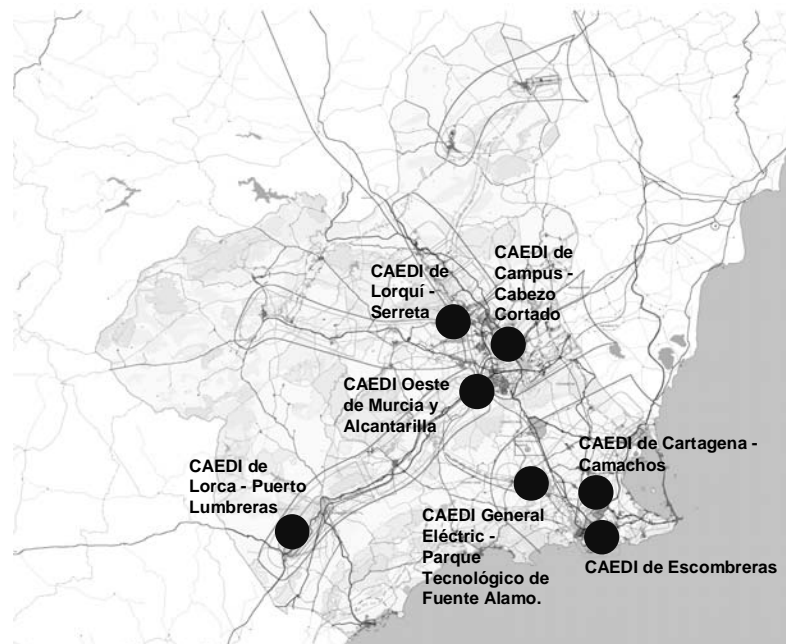 CAEDI de
Lorquí -
Serreta
CAEDI de
Campus -
Cabezo
Cortado
CAEDI Oeste
de Murcia y
Alcantarilla
CAEDI de Cartagena -
Camachos
CAEDI de
Lorca - Puerto
Lumbreras
CAEDI General
Eléctric -
Parque
Tecnológico de
Fuente Alamo.
CAEDI de Escombreras